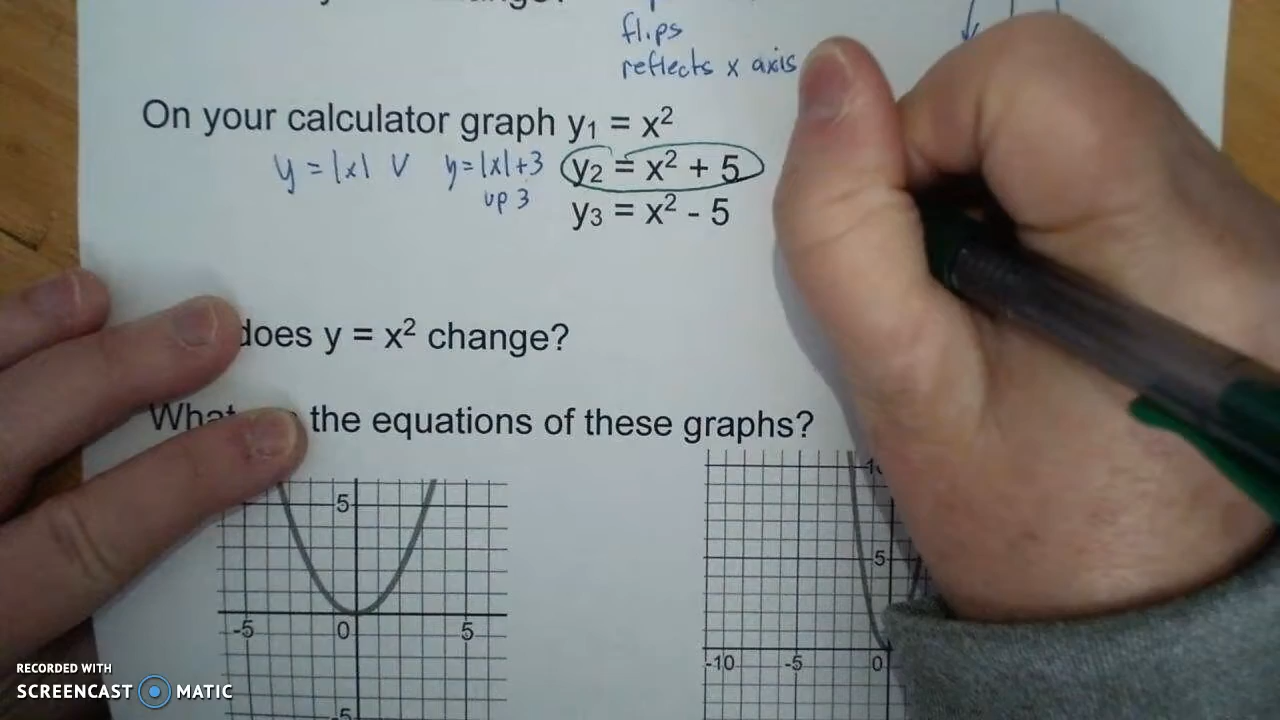 flips
reflects x axis
On your calculator graph y₁ = x²
y = |x| V y=|x|+3 y₂ = x² + 5
up 3 y₃ = x² - 5
does y = x² change?
the equations of these graphs?
5
-5 0 5
-5
5
-10 -5 0
RECORDED WITH
SCREENCAST MATIC